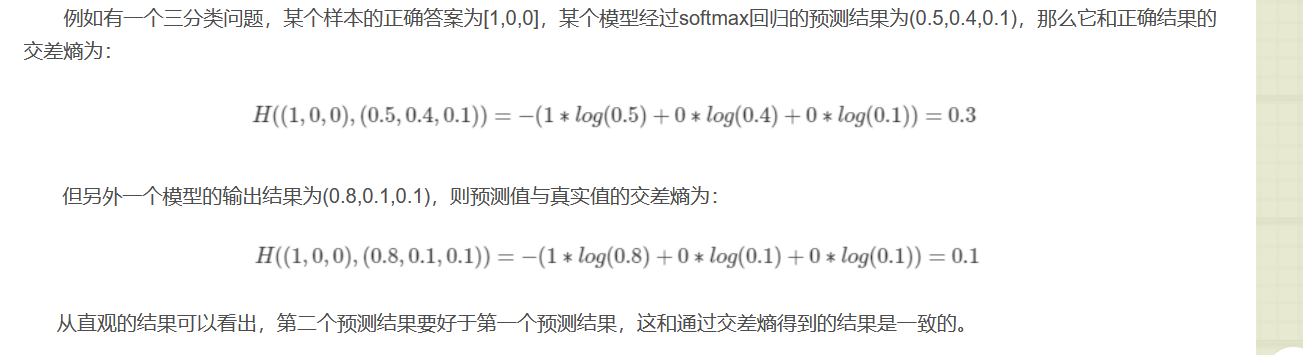 例如有一个三分类问题，某个样本的正确答案为[1,0,0]，某个模型经过softmax回归的预测结果为(0.5,0.4,0.1)，那么它和正确结果的
交差熵为：
H((1,0,0),(0.5,0.4,0.1)) = −(1 ∗ log(0.5) + 0 ∗ log(0.4) + 0 ∗ log(0.1)) = 0.3
但另外一个模型的输出结果为(0.8,0.1,0.1)，则预测值与真实值的交差熵为：
H((1,0,0),(0.8,0.1,0.1)) = −(1 ∗ log(0.8) + 0 ∗ log(0.1) + 0 ∗ log(0.1)) = 0.1
从直观的结果可以看出，第二个预测结果要好于第一个预测结果，这和通过交差熵得到的结果是一致的。